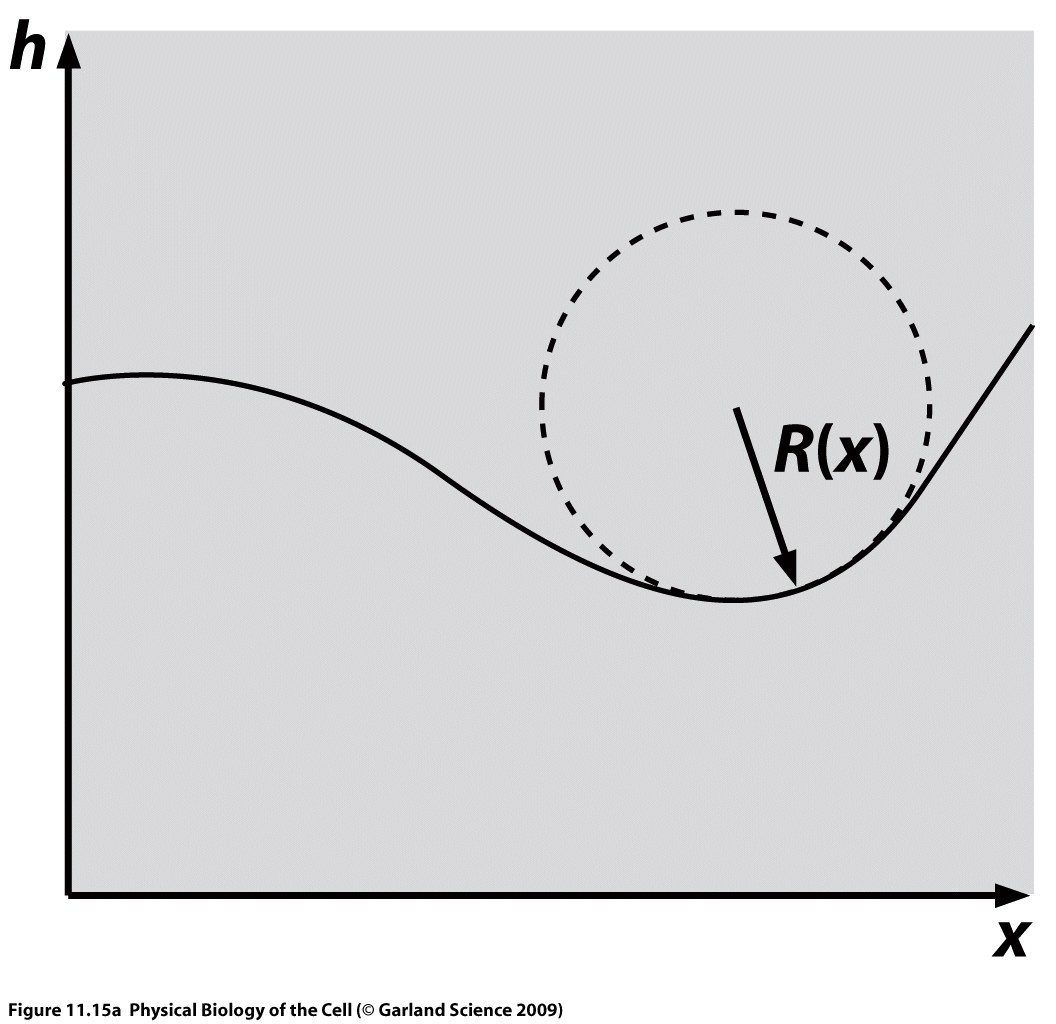 h
R(x)
x
Figure 11.15a Physical Biology of the Cell (© Garland Science 2009)